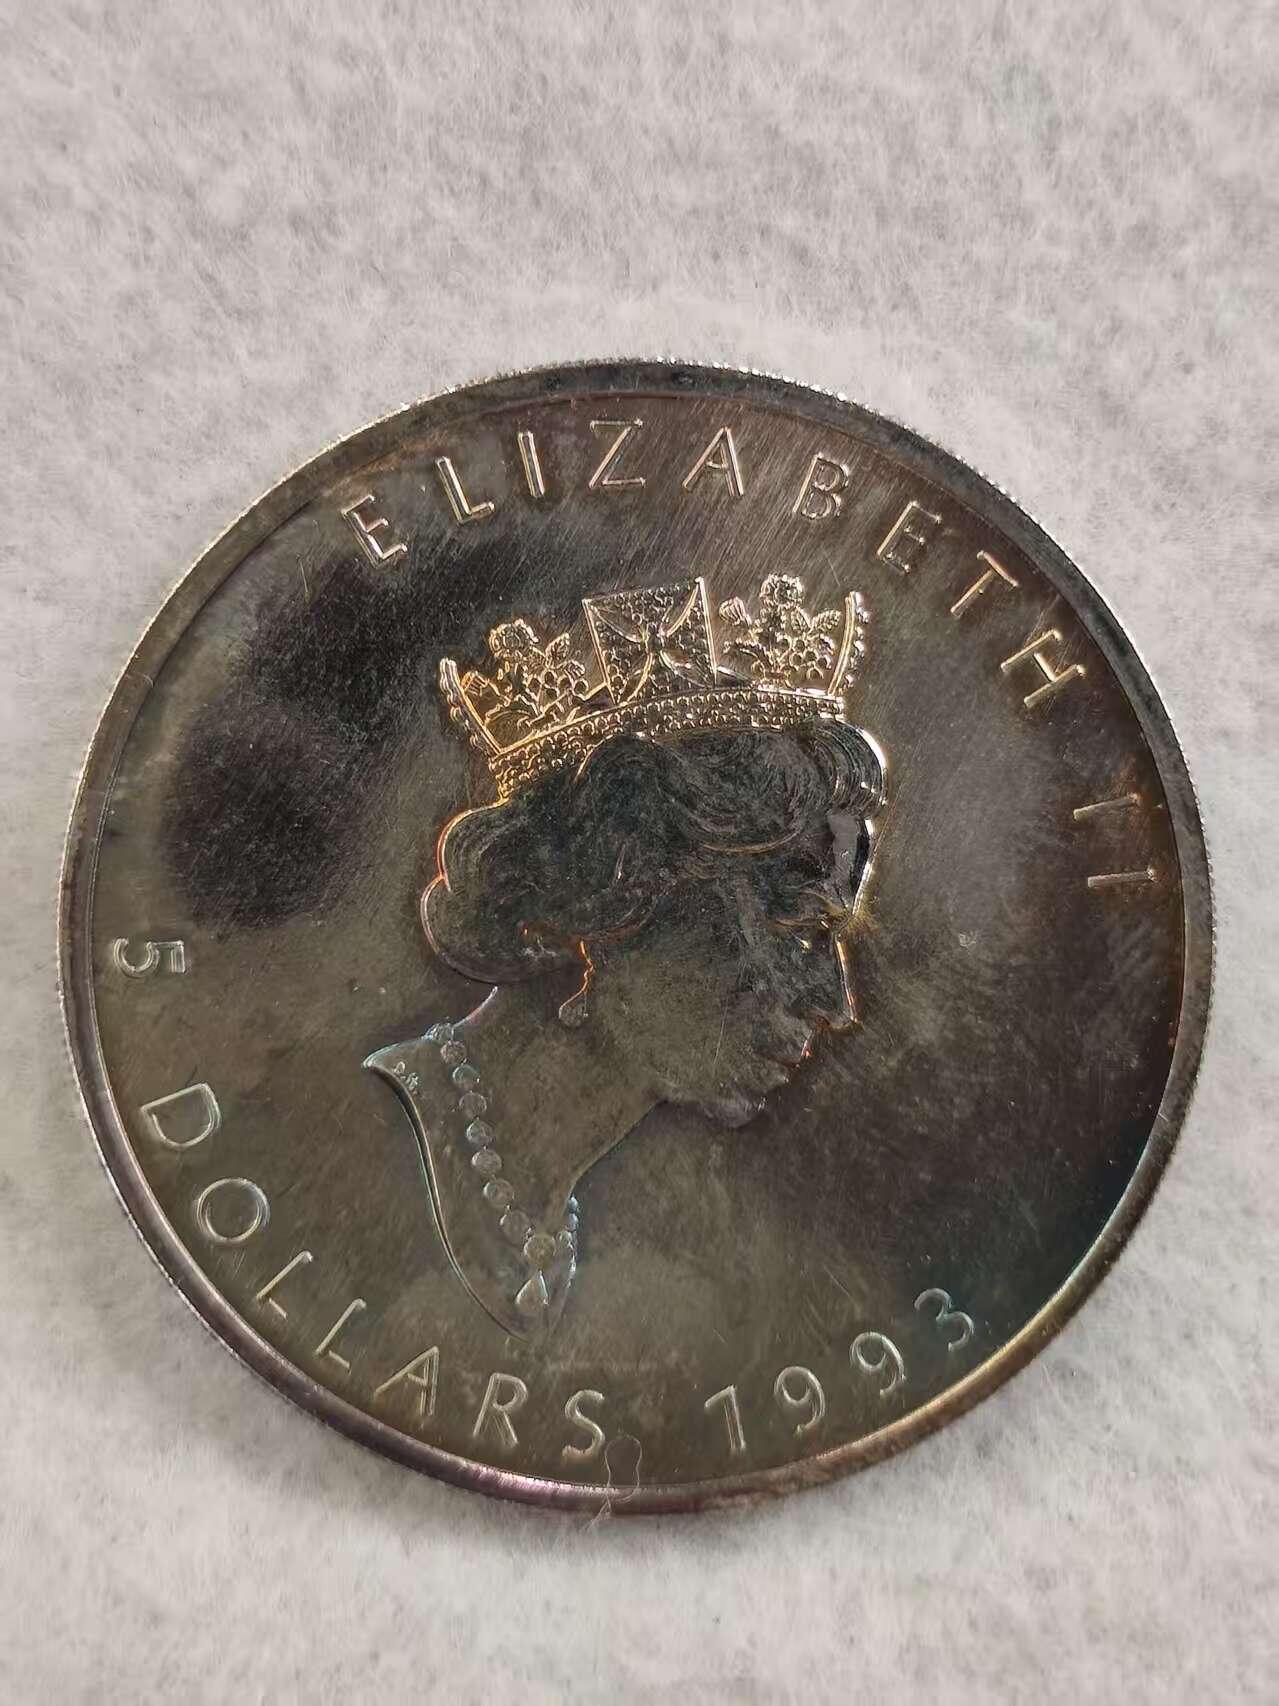 ELIZABETH II
5 DOLLARS 1993